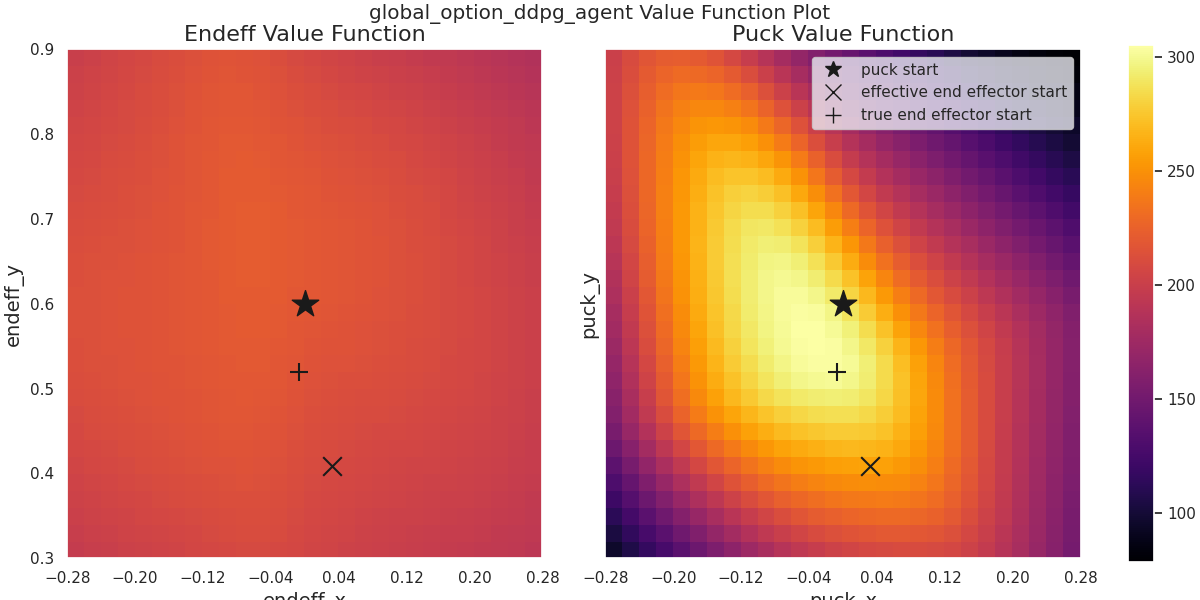 global_option_ddpg_agent Value Function Plot
Endeff Value Function
Puck Value Function
puck start
effective end effector start
true end effector start
endeff_y
0.9
0.8
0.7
0.6
0.5
0.4
0.3
−0.28 −0.20 −0.12 −0.04 0.04 0.12 0.20 0.28
endeff_x
puck_y
−0.28 −0.20 −0.12 −0.04 0.04 0.12 0.20 0.28
puck_x
300
250
200
150
100